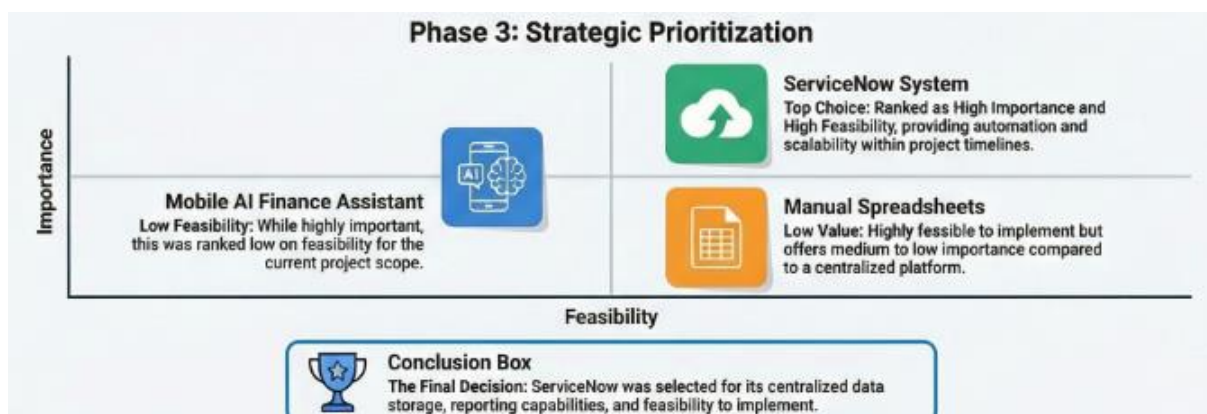 Phase 3: Strategic Prioritization
Importance
ServiceNow System
Top Choice: Ranked as High Importance and
High Feasibility, providing automation and
scalability within project timelines.
AI
Mobile AI Finance Assistant
Low Feasibility: While highly important,
this was ranked low on feasibility for the
current project scope.
Manual Spreadsheets
Low Value: Highly fessible to implement but
offers medium to low importance compared
to a centralized platform.
Feasibility
Conclusion Box
The Final Decision: ServiceNow was selected for its centralized data
storage, reporting capabilities, and feasibility to implement.